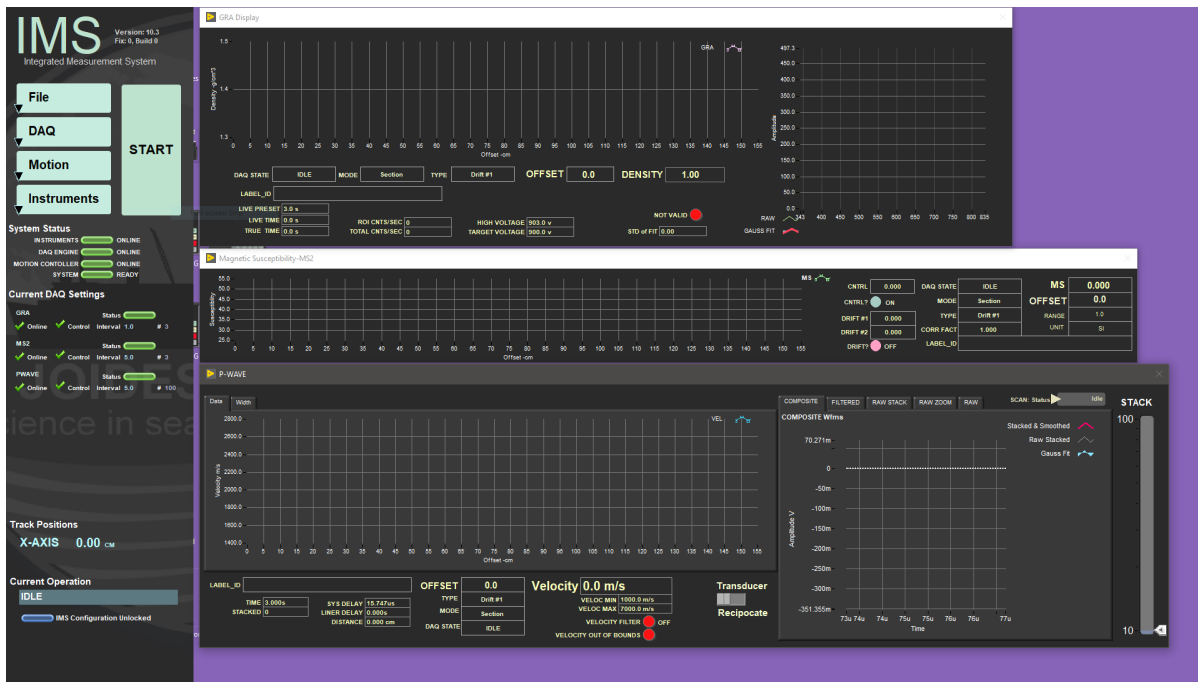 IMS
Version: 10.3
Fix: 0, Build 0
Integrated Measurement System
File
DAQ
Motion
Instruments
START
System Status
INSTRUMENTS ONLINE
DAQ ENGINE ONLINE
MOTION CONTOLLER ONLINE
SYSTEM READY
Current DAQ Settings
GRA Status
Online Control Interval 1.0 # 3
MS2 Status
Online Control Interval 5.0 # 3
PWAVE Status
Online Control Interval 5.0 # 100
JOIDES
ience in sea
Track Positions
X-AXIS 0.00 CM
Current Operation
IDLE
IMS Configuration Unlocked
GRA Display
GRA
Density -g/cm^3
1.5
1.4
1.3
0 5 10 15 20 25 30 35 40 45 50 55 60 65 70 75 80 85 90 95 100 105 110 115 120 125 130 135 140 145 150 155
Offset -cm
Amplitude
497.3
450.0
400.0
350.0
300.0
250.0
200.0
150.0
100.0
50.0
0.0
343 400 450 500 550 600 650 700 750 800 835
RAW
GAUSS FIT
DAQ STATE IDLE MODE Section TYPE Drift #1 OFFSET 0.0 DENSITY 1.00
LABEL_ID
LIVE PRESET 3.0 s
LIVE TIME 0.0 s
TRUE TIME 0.0 s
ROI CNTS/SEC 0
TOTAL CNTS/SEC 0
HIGH VOLTAGE 903.0 v
TARGET VOLTAGE 900.0 v
NOT VALID
STD of FIT 0.00
Magnetic Susceptibility-MS2
MS
Susceptibility
55.0
50.0
45.0
40.0
35.0
30.0
25.0
0 5 10 15 20 25 30 35 40 45 50 55 60 65 70 75 80 85 90 95 100 105 110 115 120 125 130 135 140 145 150 155
Offset -cm
CNTRL 0.000
CNTRL? ON
DRIFT #1 0.000
DRIFT #2 0.000
DRIFT? OFF
DAQ STATE IDLE
MODE Section
TYPE Drift #1
CORR FACT 1.000
LABEL_ID
MS 0.000
OFFSET 0.0
RANGE 1.0
UNIT SI
P-WAVE
Data Width
VEL
Velocity m/s
2800.0
2600.0
2400.0
2200.0
2000.0
1800.0
1600.0
1400.0
0 5 10 15 20 25 30 35 40 45 50 55 60 65 70 75 80 85 90 95 100 105 110 115 120 125 130 135 140 145 150 155
Offset -cm
COMPOSITE FILTERED RAW STACK RAW ZOOM RAW
SCAN: Status Idle
STACK
100
10
COMPOSITE Wfms
Stacked & Smoothed
Raw Stacked
Gauss Fit
Amplitude V
70.271m
0
-50m
-100m
-150m
-200m
-250m
-300m
-351.355m
73u 74u 74u 75u 75u 76u 76u 77u 77u
Time
LABEL_ID
TIME 3.000s
STACKED 0
SYS DELAY 15.747us
LINER DELAY 0.000s
DISTANCE 0.000 cm
OFFSET 0.0
TYPE Drift #1
MODE Section
DAQ STATE IDLE
Velocity 0.0 m/s
VELOC MIN 1000.0 m/s
VELOC MAX 7000.0 m/s
VELOCITY FILTER OFF
VELOCITY OUT OF BOUNDS
Transducer
Reciprocate